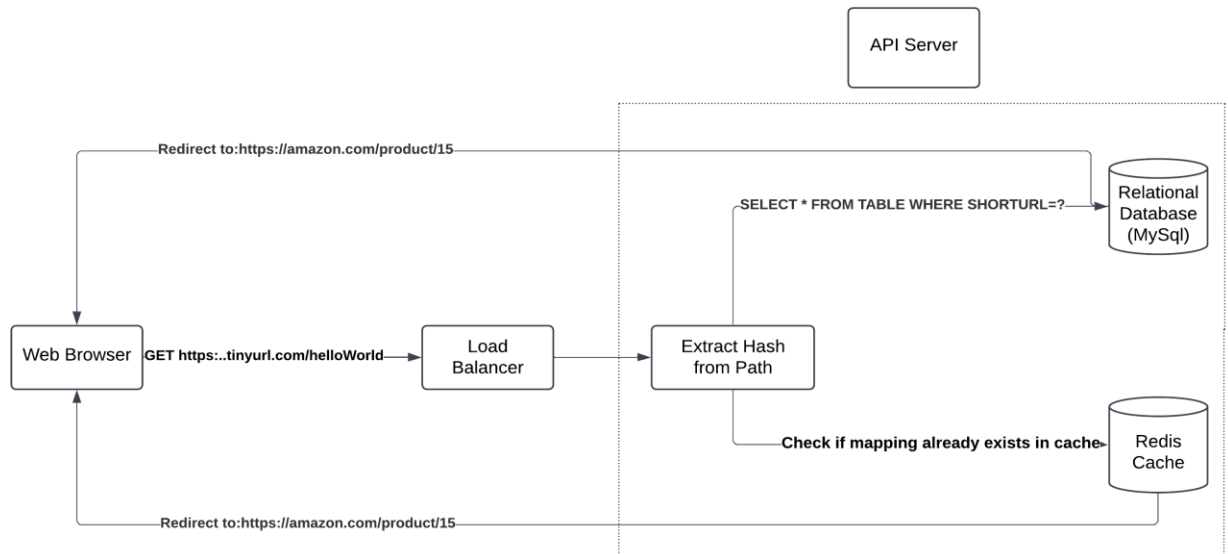 API Server
Redirect to:https://amazon.com/product/15
SELECT * FROM TABLE WHERE SHORTURL=?
Relational
Database
(MySql)
Web Browser
GET https:..tinyurl.com/helloWorld
Load
Balancer
Extract Hash
from Path
Check if mapping already exists in cache
Redis
Cache
Redirect to:https://amazon.com/product/15